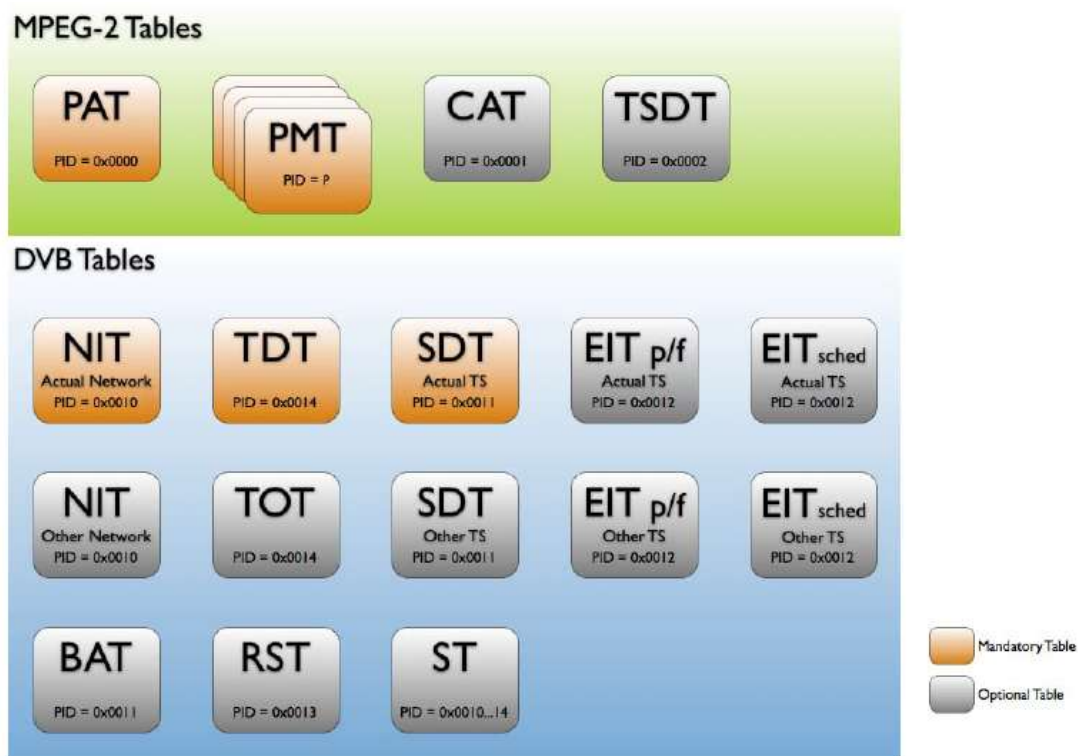 MPEG-2 Tables
PAT
PID = 0x0000
PMT
PID = P
CAT
PID = 0x0001
TSDT
PID = 0x0002
DVB Tables
NIT
Actual Network
PID = 0x0010
TDT
PID = 0x0014
SDT
Actual TS
PID = 0x0011
EIT p/f
Actual TS
PID = 0x0012
EIT sched
Actual TS
PID = 0x0012
NIT
Other Network
PID = 0x0010
TOT
PID = 0x0014
SDT
Other TS
PID = 0x0011
EIT p/f
Other TS
PID = 0x0012
EIT sched
Other TS
PID = 0x0012
BAT
PID = 0x0011
RST
PID = 0x0013
ST
PID = 0x0010...14
Mandatory Table
Optional Table